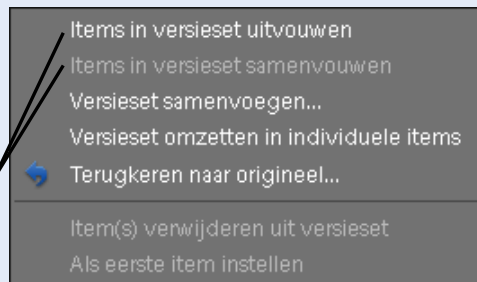 Items in versieset uitvouwen
Items in versieset samenvouwen
Versieset samenvoegen...
Versieset omzetten in individuele items
Terugkeren naar origineel...
Item(s) verwijderen uit versieset
Als eerste item instellen